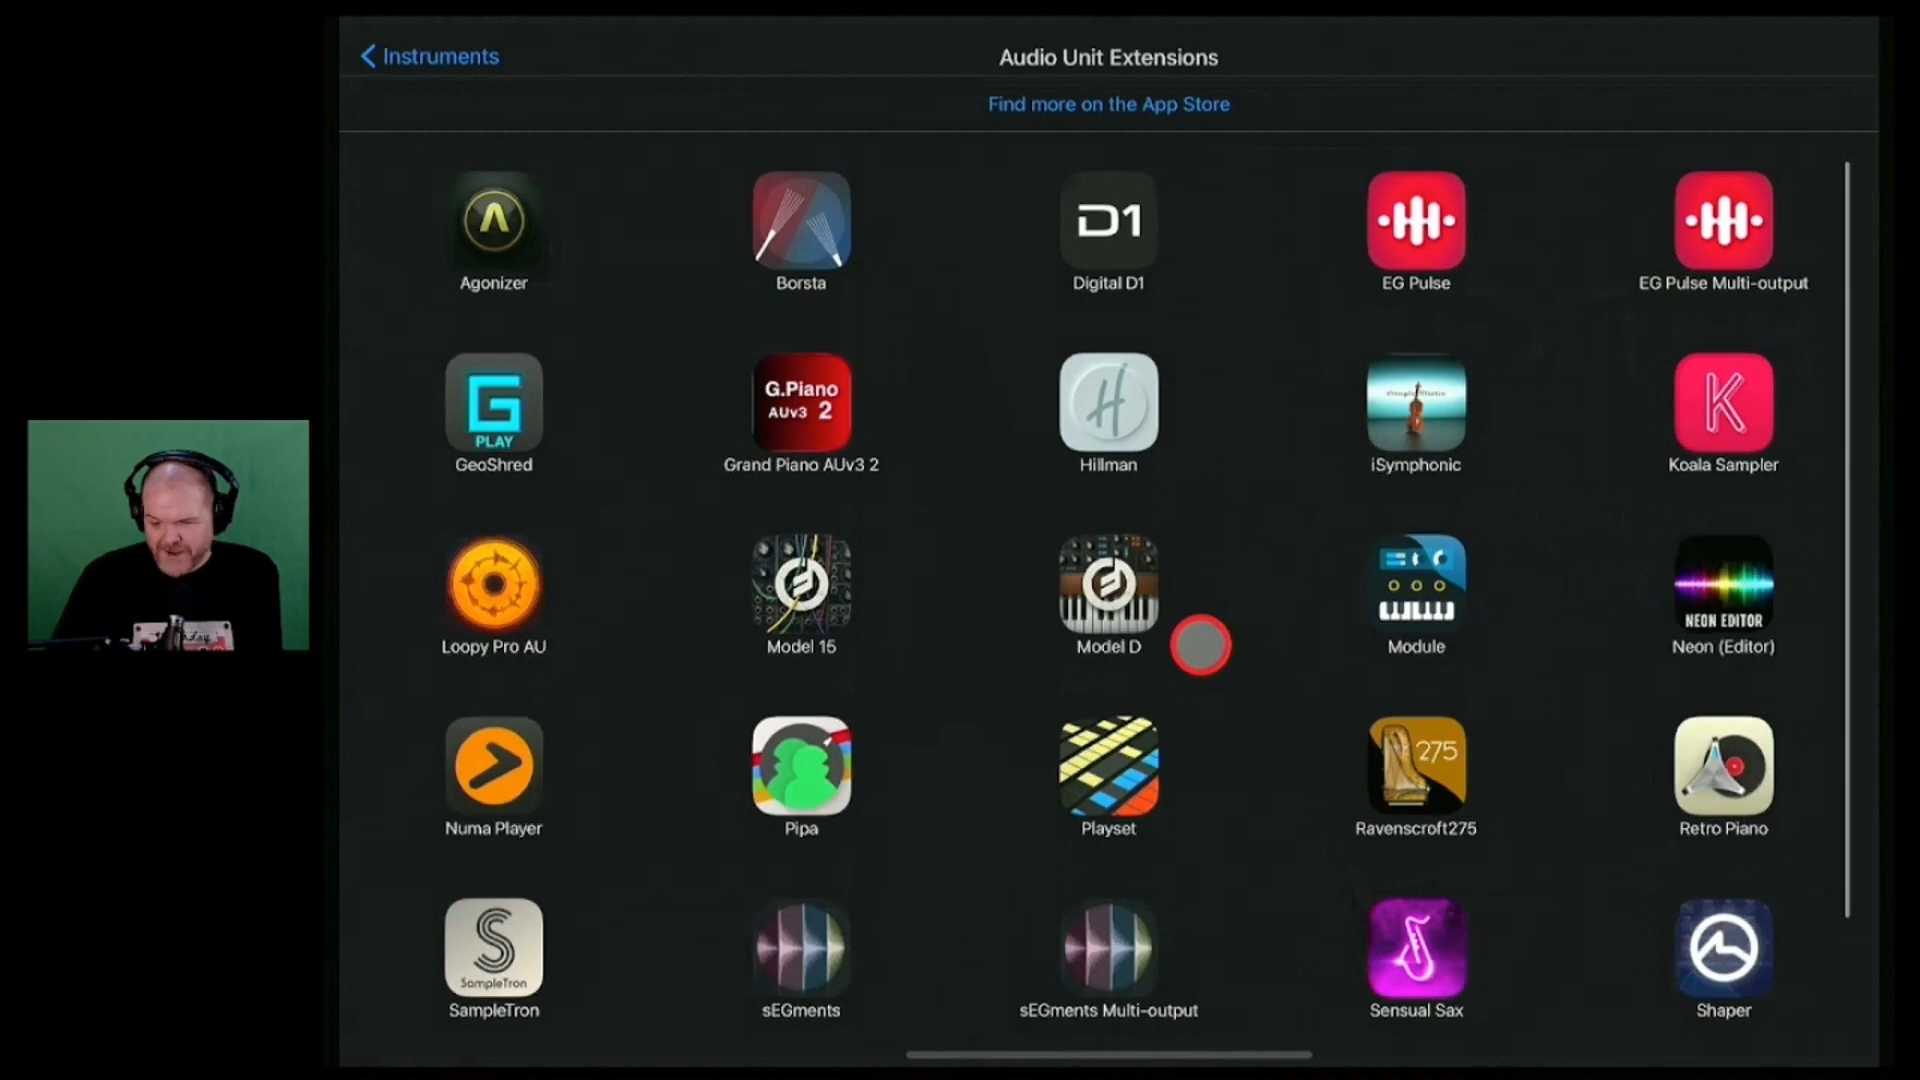 Instruments
Audio Unit Extensions
Find more on the App Store
D1
Agonizer
Borsta
Digital D1
EG Pulse
EG Pulse Multi-output
G
PLAY
G.Piano
AUv3 2
H
K
GeoShred
Grand Piano AUv3 2
Hillman
iSymphonic
Koala Sampler
NEON EDITOR
Loopy Pro AU
Model 15
Model D
Module
Neon (Editor)
275
Numa Player
Pipa
Playset
Ravenscroft275
Retro Piano
S
SampleTron
SampleTron
sEGments
sEGments Multi-output
Sensual Sax
Shaper